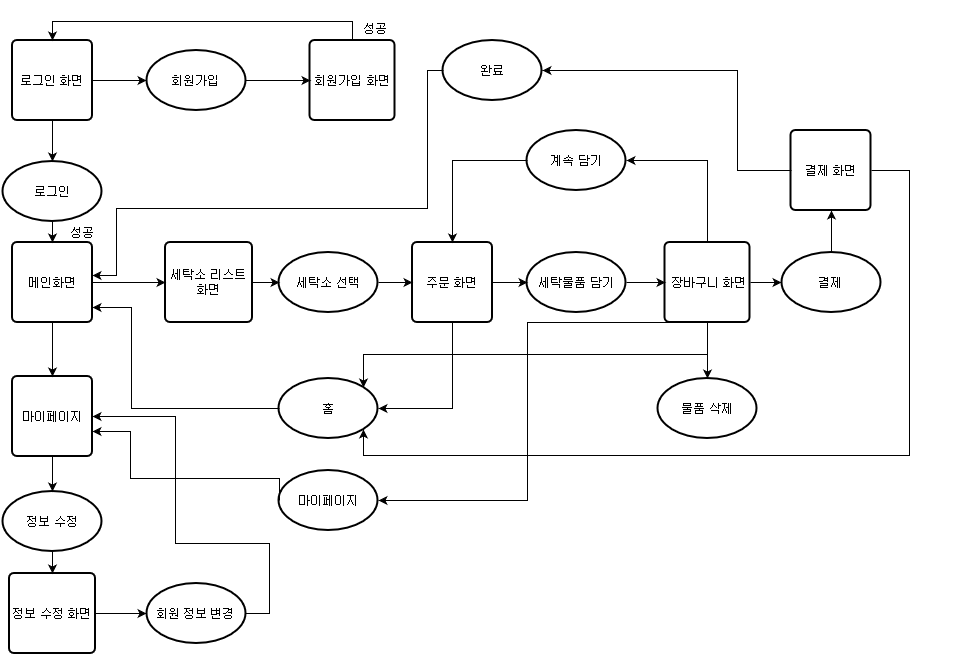 성공
로그인 화면
회원가입
회원가입 화면
완료
계속 담기
결제 화면
로그인
성공
메인화면
세탁소 리스트
화면
세탁소 선택
주문 화면
세탁물품 담기
장바구니 화면
결제
마이페이지
홈
물품 삭제
마이페이지
정보 수정
정보 수정 화면
회원 정보 변경